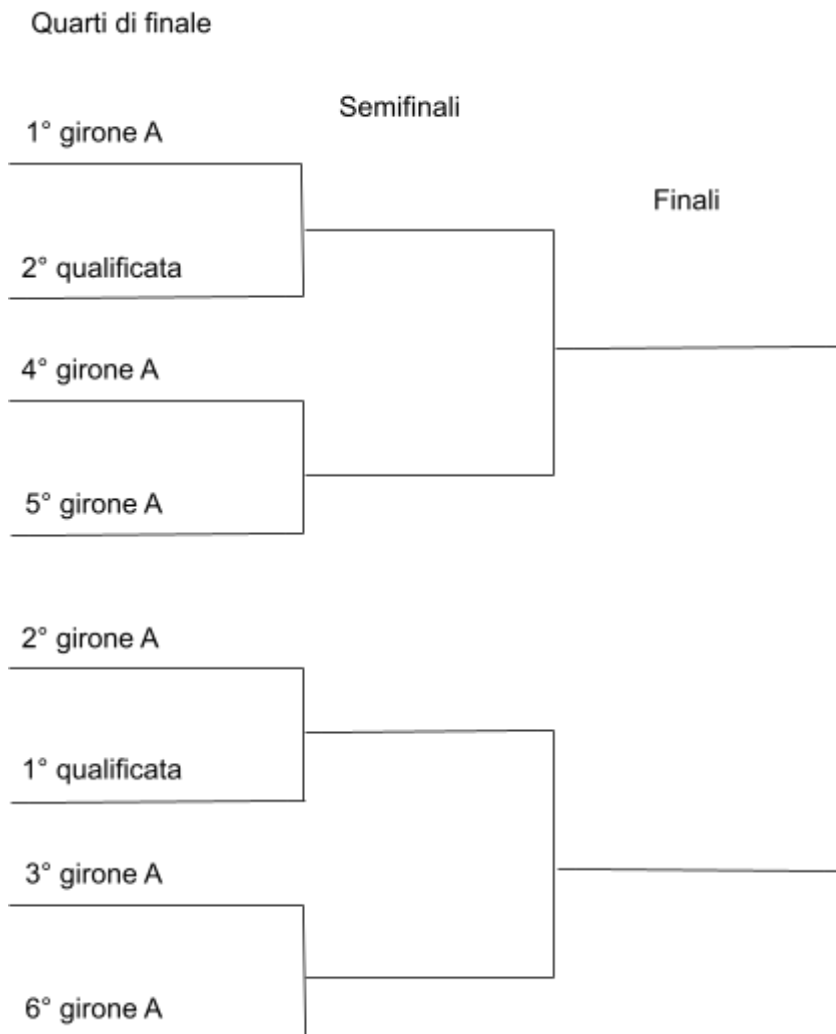 Quarti di finale
Semifinali
Finali
1° girone A
2° qualificata
4° girone A
5° girone A
2° girone A
1° qualificata
3° girone A
6° girone A